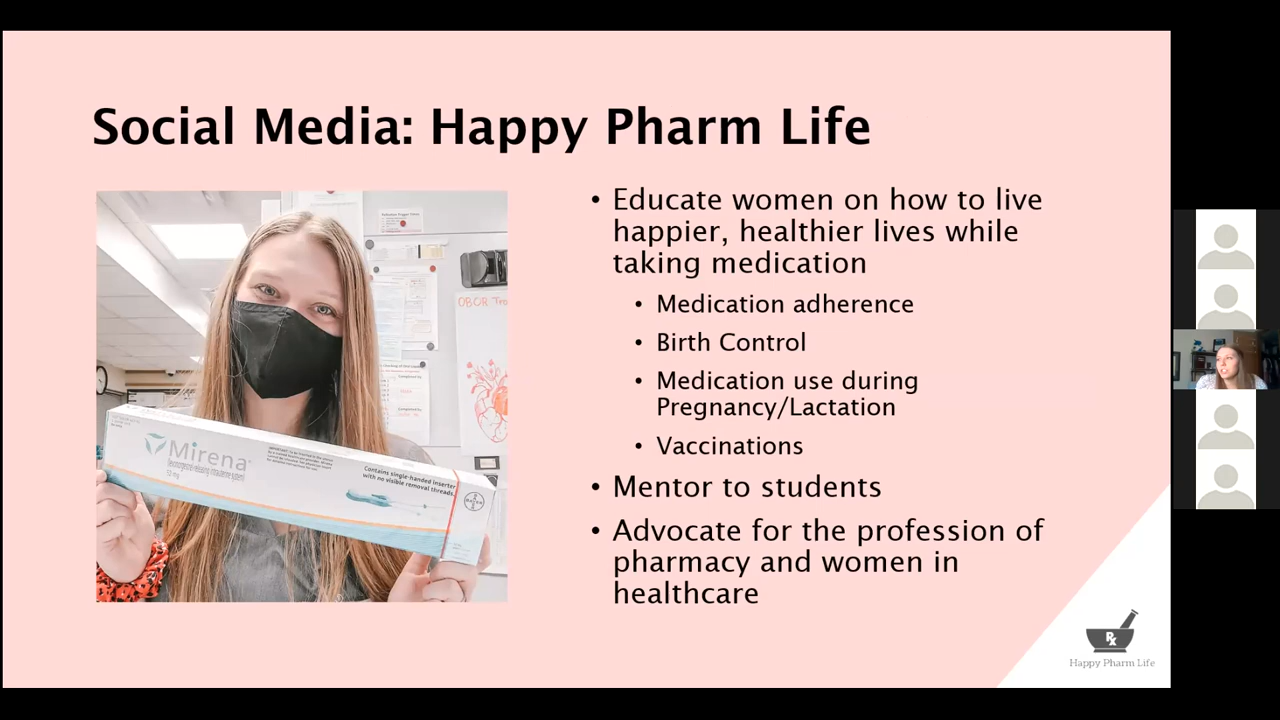 Social Media: Happy Pharm Life
• Educate women on how to live
happier, healthier lives while
taking medication
• Medication adherence
• Birth Control
• Medication use during
Pregnancy/Lactation
• Vaccinations
• Mentor to students
• Advocate for the profession of
pharmacy and women in
healthcare
OBOR
Mirena
Contains single-handed inserter
with no visible removal threads.
Rx
Happy Pharm Life